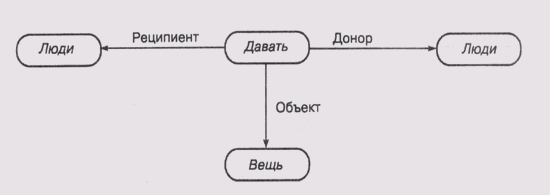 Люди
Реципиент
Давать
Донор
Люди
Объект
Вещь